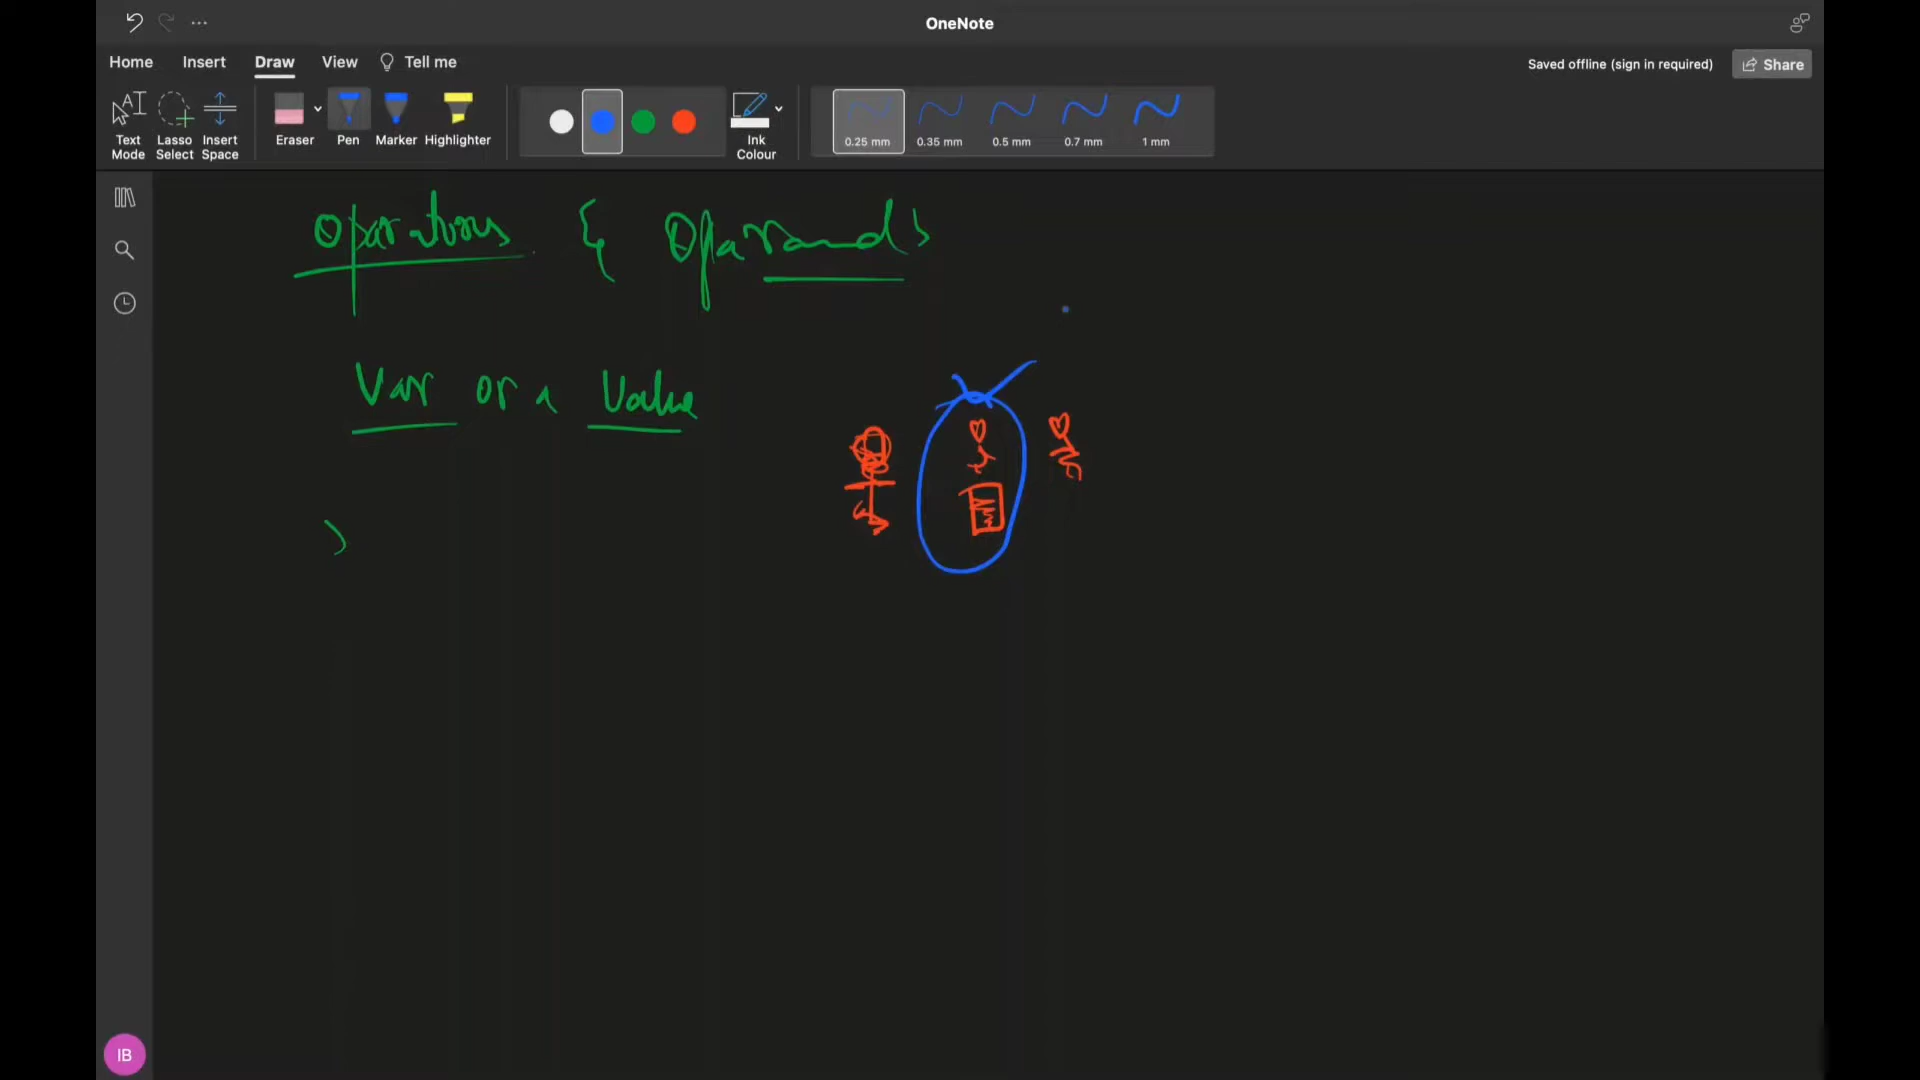 OneNote
Home Insert Draw View Tell me
Saved offline (sign in required) Share
Text Mode Lasso Select Insert Space Eraser Pen Marker Highlighter Ink Colour 0.25 mm 0.35 mm 0.5 mm 0.7 mm 1 mm
Operators & Operands
Var or a Value
IB